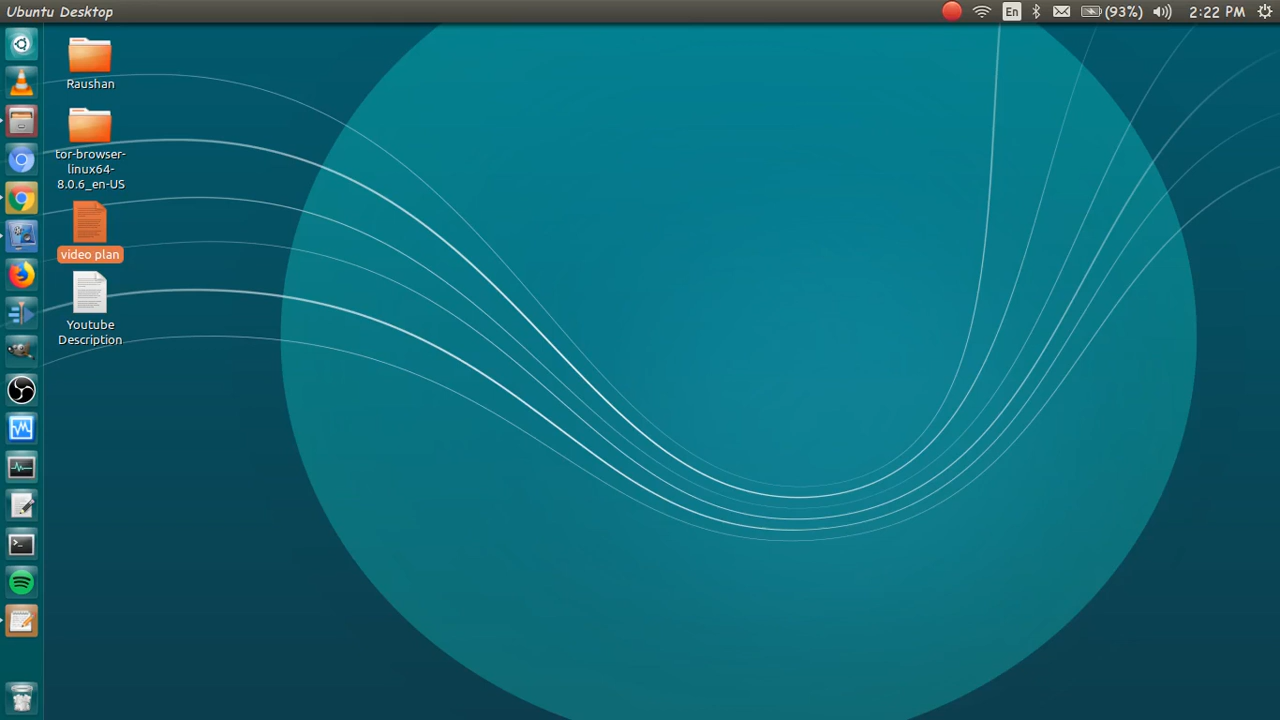 Ubuntu Desktop
En
(93%)
2:22 PM
Raushan
tor-browser-
linux64-
8.0.6_en-US
video plan
Youtube
Description